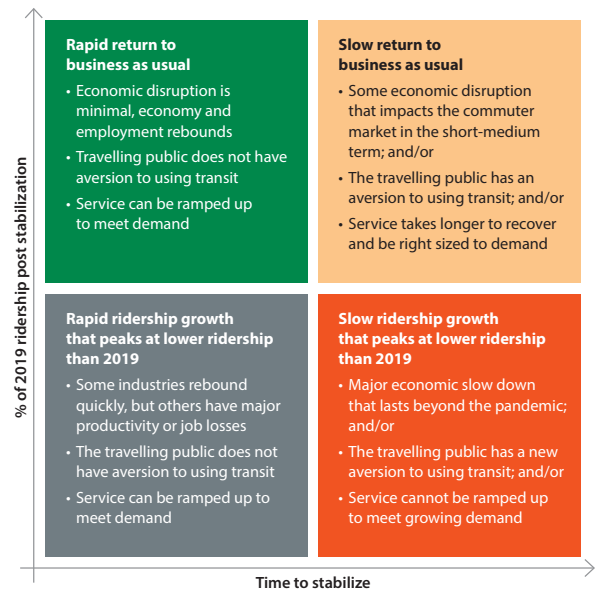 % of 2019 ridership post stabilization
Rapid return to
business as usual
• Economic disruption is
minimal, economy and
employment rebounds
• Travelling public does not have
aversion to using transit
• Service can be ramped up
to meet demand
Slow return to
business as usual
• Some economic disruption
that impacts the commuter
market in the short-medium
term; and/or
• The travelling public has an
aversion to using transit; and/or
• Service takes longer to recover
and be right sized to demand
Rapid ridership growth
that peaks at lower ridership
than 2019
• Some industries rebound
quickly, but others have major
productivity or job losses
• The travelling public does not
have aversion to using transit
• Service can be ramped up to
meet demand
Slow ridership growth
that peaks at lower ridership
than 2019
• Major economic slow down
that lasts beyond the pandemic;
and/or
• The travelling public has a new
aversion to using transit; and/or
• Service cannot be ramped up
to meet growing demand
Time to stabilize